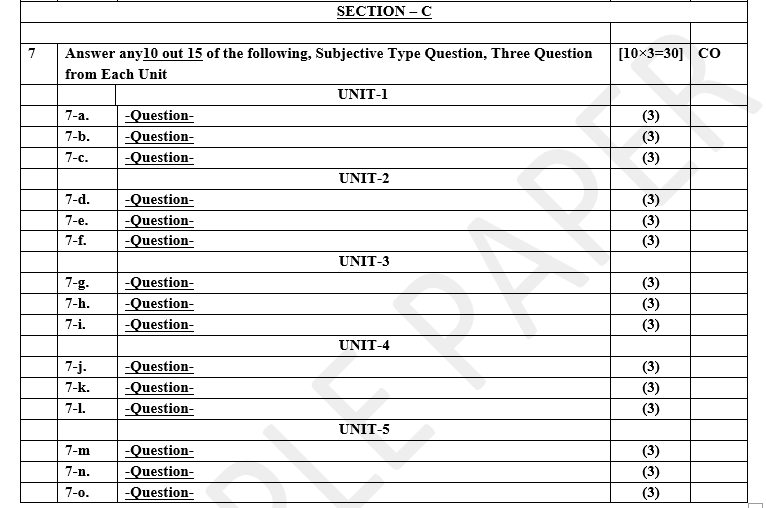 SECTION – C
7 Answer any10 out 15 of the following, Subjective Type Question, Three Question [10×3=30] CO
from Each Unit
UNIT-1
7-a. -Question- (3)
7-b. -Question- (3)
7-c. -Question- (3)
UNIT-2
7-d. -Question- (3)
7-e. -Question- (3)
7-f. -Question- (3)
UNIT-3
7-g. -Question- (3)
7-h. -Question- (3)
7-i. -Question- (3)
UNIT-4
7-j. -Question- (3)
7-k. -Question- (3)
7-l. -Question- (3)
UNIT-5
7-m -Question- (3)
7-n. -Question- (3)
7-o. -Question- (3)
PLE PAPER